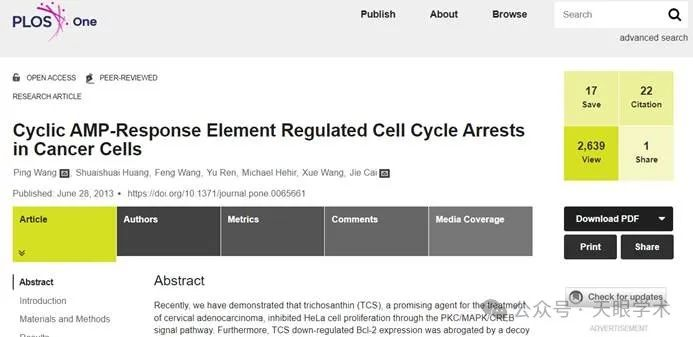 PLOS One
Publish
About
Browse
Search
advanced search
OPEN ACCESS
PEER-REVIEWED
RESEARCH ARTICLE
17
Save
22
Citation
2,639
View
1
Share
Cyclic AMP-Response Element Regulated Cell Cycle Arrests
in Cancer Cells
Ping Wang, Shuaishuai Huang, Feng Wang, Yu Ren, Michael Hehir, Xue Wang, Jie Cai
Published: June 28, 2013 • https://doi.org/10.1371/journal.pone.0065661
Article
Authors
Metrics
Comments
Media Coverage
Download PDF
Print
Share
Check for updates
ADVERTISEMENT
Abstract
Introduction
Materials and Methods
Results
Abstract
Recently, we have demonstrated that trichosanthin (TCS), a promising agent for the treatment
of cervical adenocarcinoma, inhibited HeLa cell proliferation through the PKC/MAPK/CREB
signal pathway. Furthermore, TCS down-regulated Bcl-2 expression was abrogated by a decoy
公众号 · 天眼学术